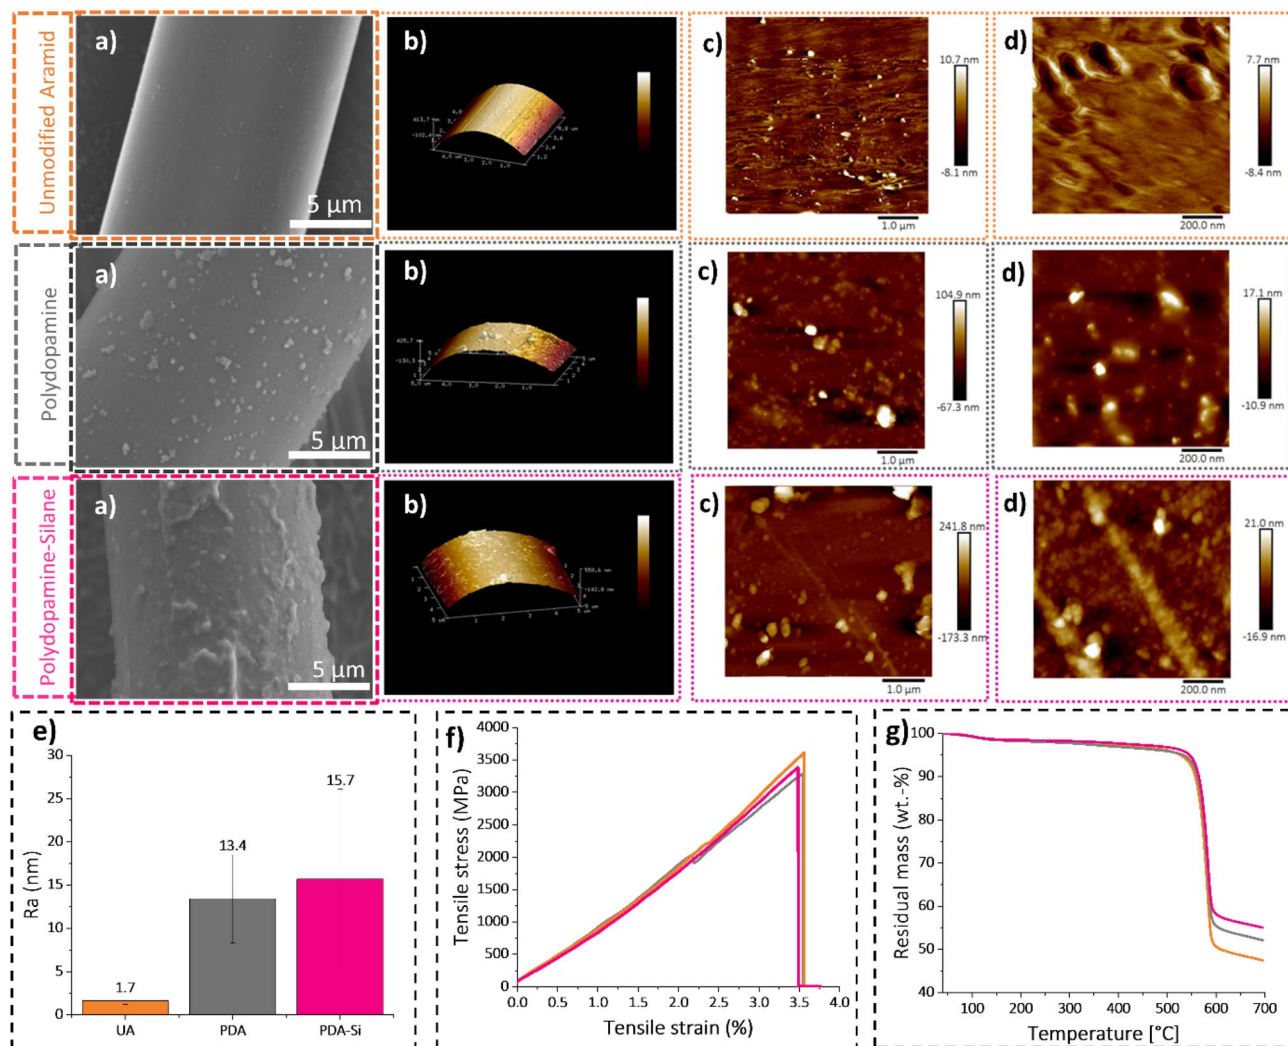 Unmodified Aramid
a)
5 µm
b)
c)
10.7 nm
-8.1 nm
1.0 µm
d)
7.7 nm
-8.4 nm
200.0 nm
Polydopamine
a)
5 µm
b)
c)
104.9 nm
-67.3 nm
1.0 µm
d)
17.1 nm
-10.9 nm
200.0 nm
Polydopamine-Silane
a)
5 µm
b)
c)
241.8 nm
-173.3 nm
1.0 µm
d)
21.0 nm
-16.9 nm
200.0 nm
e)
Ra (nm)
30
25
20
15
10
5
0
1.7
13.4
15.7
UA
PDA
PDA-Si
f)
Tensile stress (MPa)
4000
3500
3000
2500
2000
1500
1000
500
0
0.0
0.5
1.0
1.5
2.0
2.5
3.0
3.5
4.0
Tensile strain (%)
g)
Residual mass (wt.-%)
100
90
80
70
60
50
40
100
200
300
400
500
600
700
Temperature [°C]